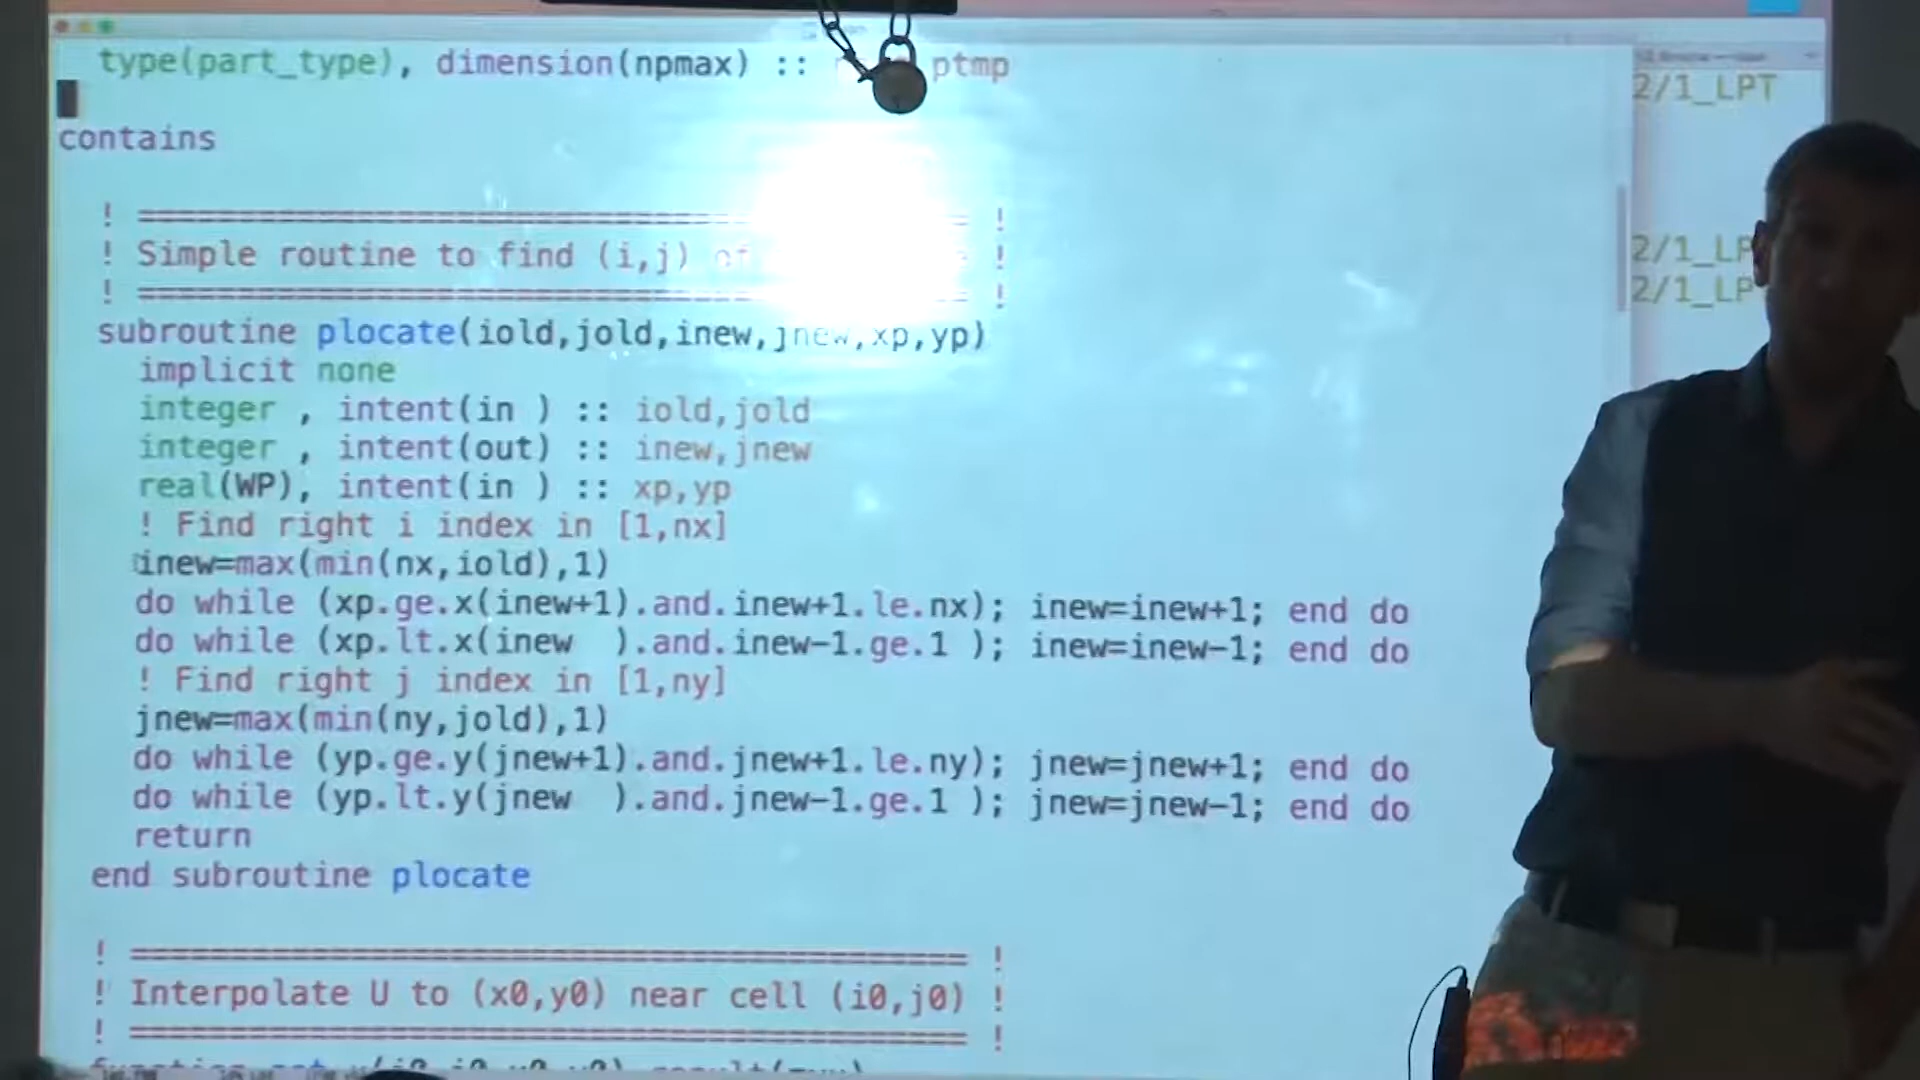 type(part_type), dimension(npmax) :: ptmp
contains
! ===================================== !
! Simple routine to find (i,j) of !
! ===================================== !
subroutine plocate(iold,jold,inew,jnew,xp,yp)
implicit none
integer , intent(in ) :: iold,jold
integer , intent(out) :: inew,jnew
real(WP), intent(in ) :: xp,yp
! Find right i index in [1,nx]
inew=max(min(nx,iold),1)
do while (xp.ge.x(inew+1).and.inew+1.le.nx); inew=inew+1; end do
do while (xp.lt.x(inew  ).and.inew-1.ge.1 ); inew=inew-1; end do
! Find right j index in [1,ny]
jnew=max(min(ny,jold),1)
do while (yp.ge.y(jnew+1).and.jnew+1.le.ny); jnew=jnew+1; end do
do while (yp.lt.y(jnew  ).and.jnew-1.ge.1 ); jnew=jnew-1; end do
return
end subroutine plocate
! ===================================== !
! Interpolate U to (x0,y0) near cell (i0,j0) !
! ===================================== !
2/1_LPT
2/1_LP
2/1_LP